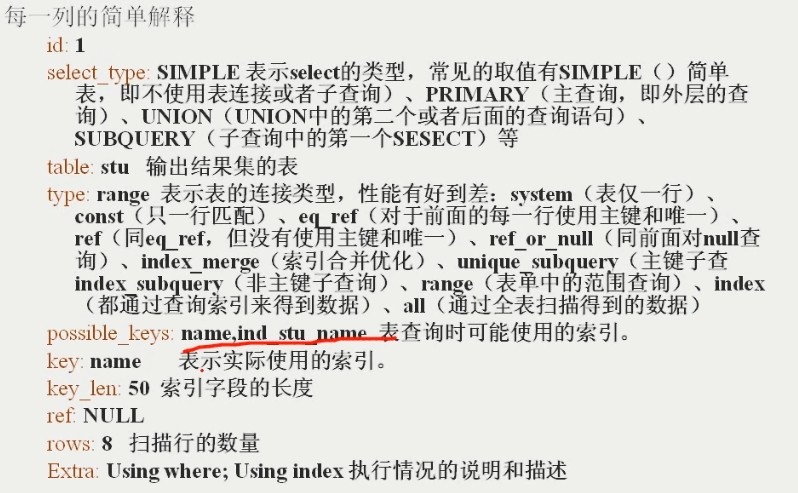 每一列的简单解释
id: 1
select_type: SIMPLE 表示select的类型，常见的取值有SIMPLE（）简单
表，即不使用表连接或者子查询）、PRIMARY（主查询，即外层的查
询）、UNION（UNION中的第二个或者后面的查询语句）、
SUBQUERY（子查询中的第一个SESECT）等
table: stu 输出结果集的表
type: range 表示表的连接类型，性能有好到差：system（表仅一行）、
const（只一行匹配）、eq_ref（对于前面的每一行使用主键和唯一）、
ref（同eq_ref，但没有使用主键和唯一）、ref_or_null（同前面对null查
询）、index_merge（索引合并优化）、unique_subquery（主键子查
index_subquery（非主键子查询）、range（表单中的范围查询）、index
（都通过查询索引来得到数据）、all（通过全表扫描得到的数据）
possible_keys: name,ind_stu_name 表查询时可能使用的索引。
key: name 表示实际使用的索引。
key_len: 50 索引字段的长度
ref: NULL
rows: 8 扫描行的数量
Extra: Using where; Using index 执行情况的说明和描述